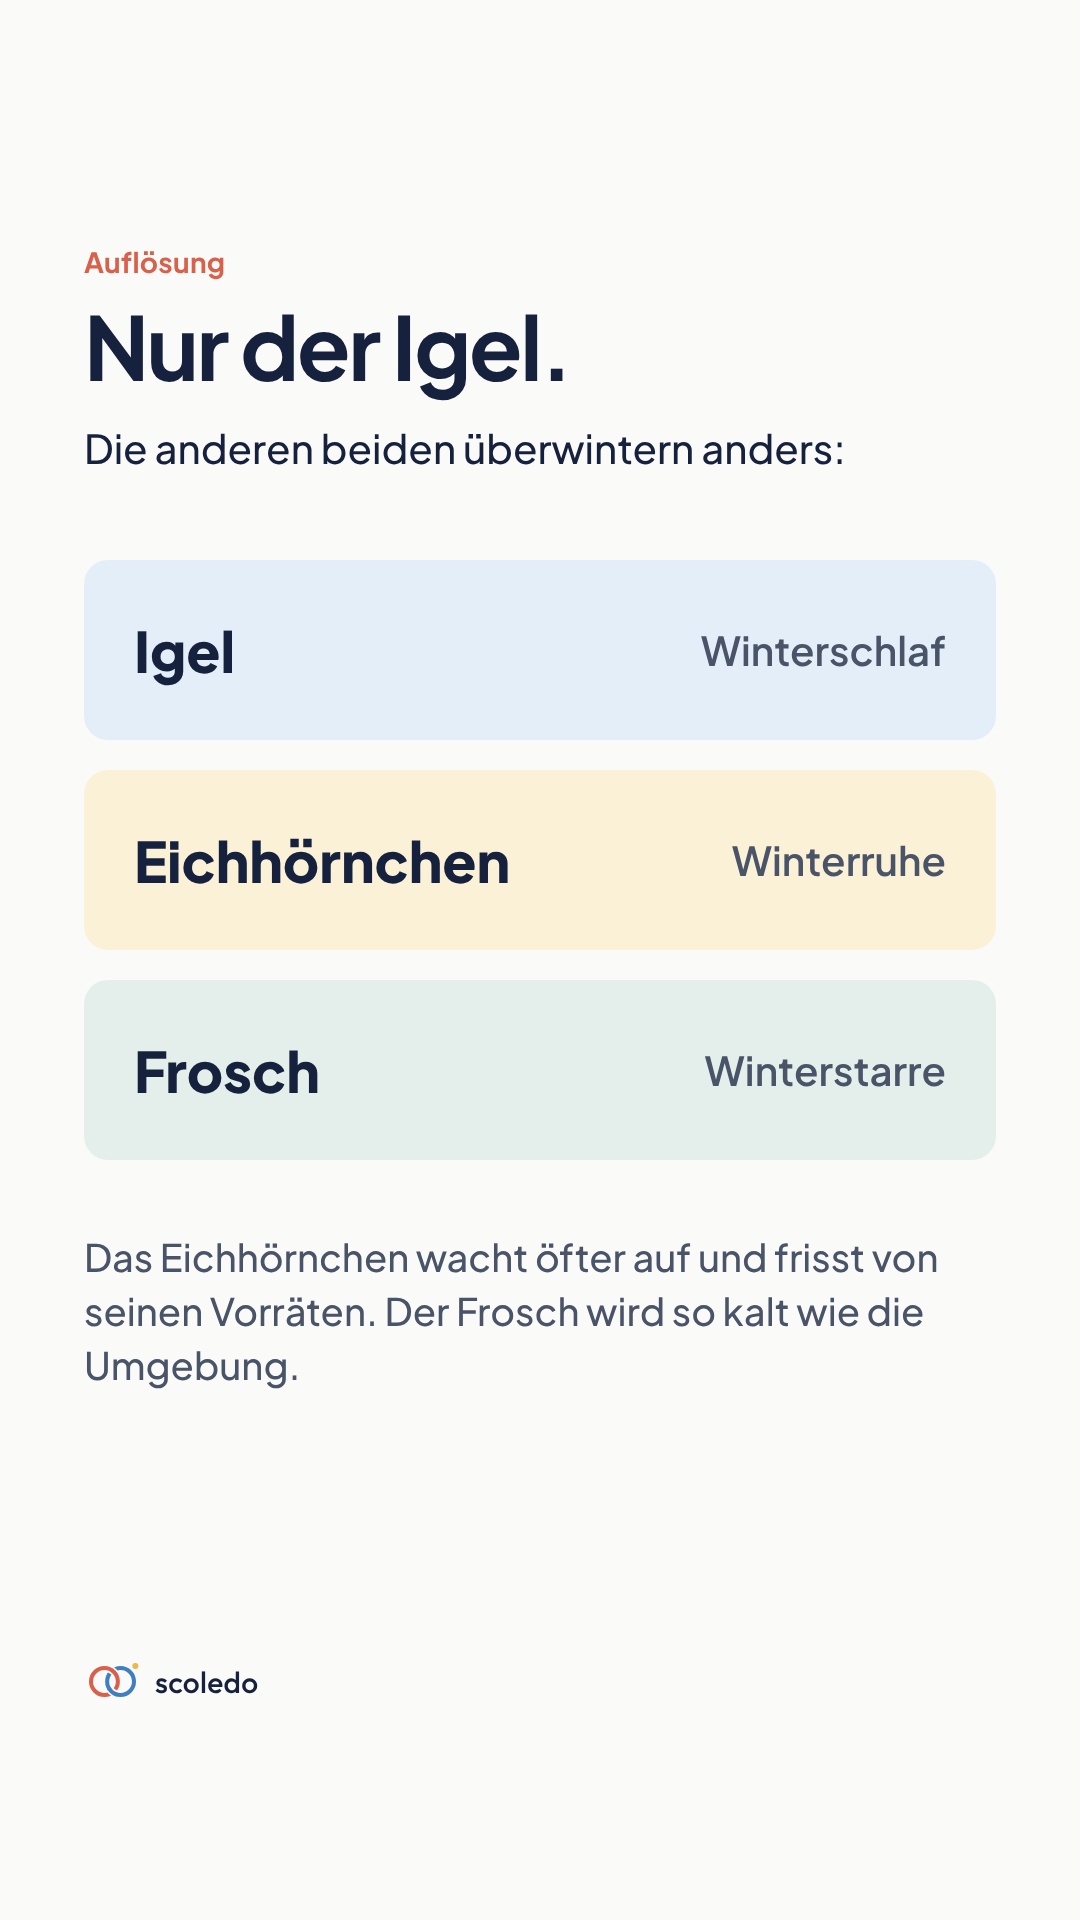 Auflösung
Nur der Igel.
Die anderen beiden überwintern anders:
Igel Winterschlaf
Eichhörnchen Winterruhe
Frosch Winterstarre
Das Eichhörnchen wacht öfter auf und frisst von
seinen Vorräten. Der Frosch wird so kalt wie die
Umgebung.
scoledo